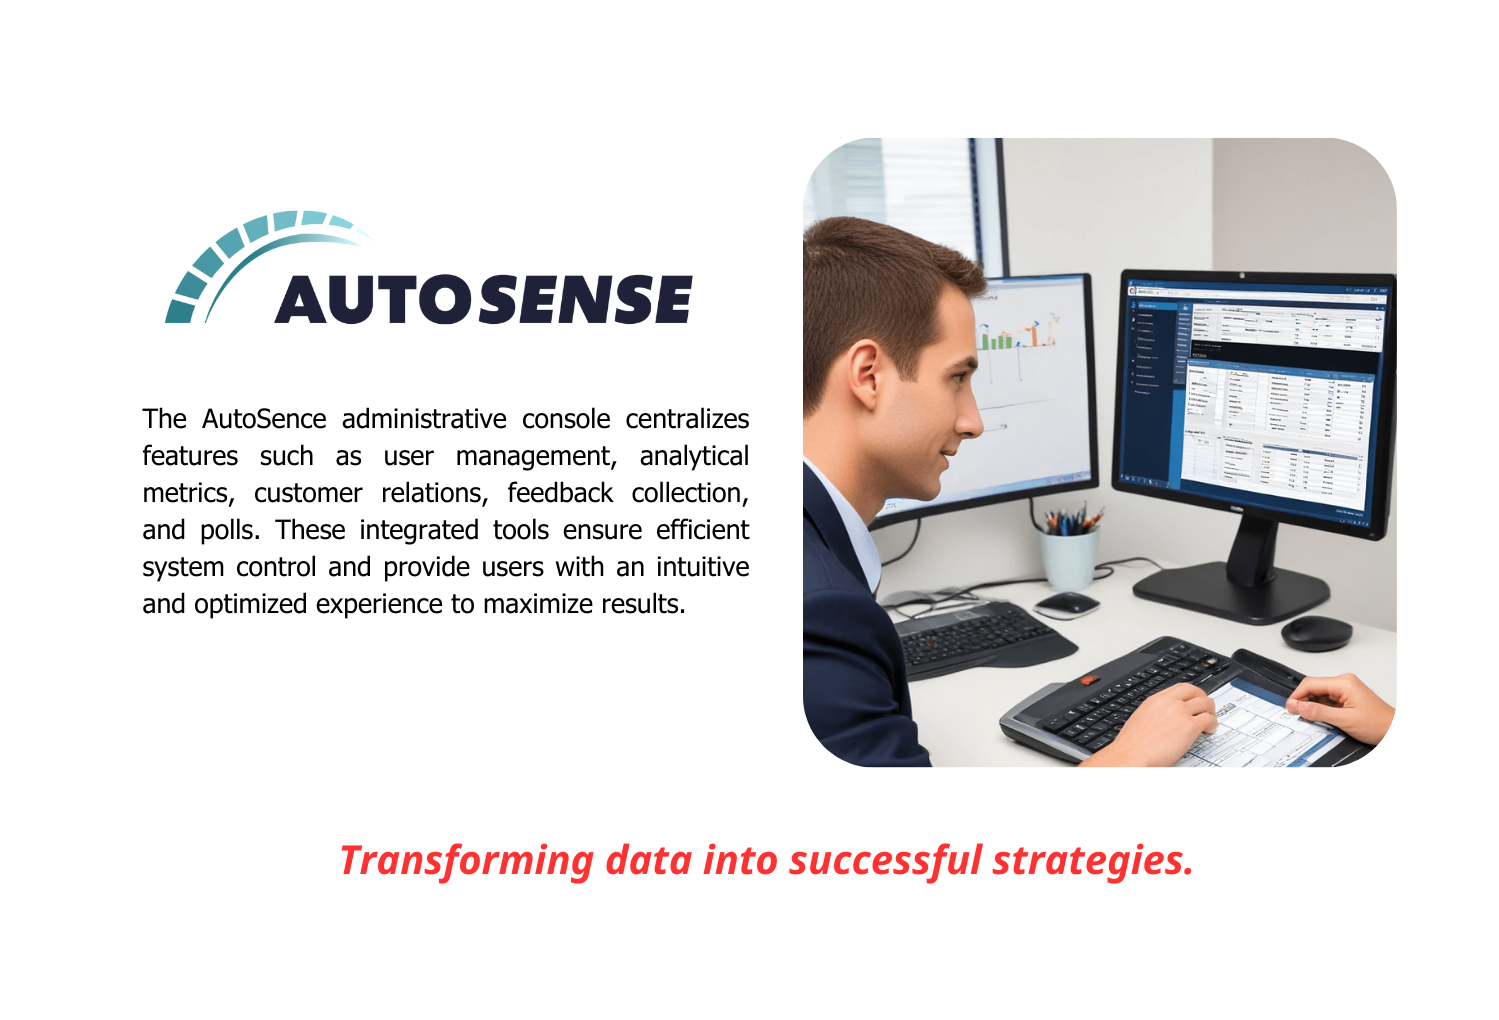 AUTOSENSE
The AutoSence administrative console centralizes
features such as user management, analytical
metrics, customer relations, feedback collection,
and polls. These integrated tools ensure efficient
system control and provide users with an intuitive
and optimized experience to maximize results.
Transforming data into successful strategies.